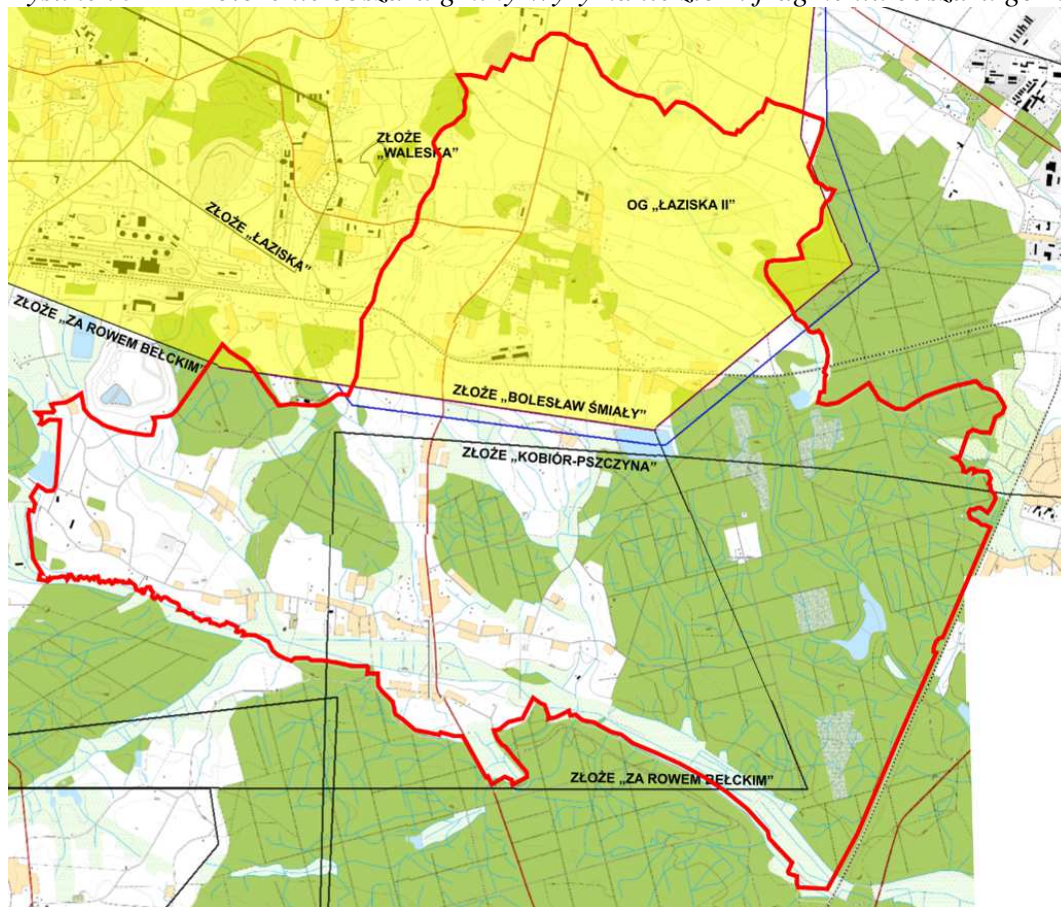 ZŁOŻE
„WALESKA”
OG „ŁAZISKA II”
ZŁOŻE „ŁAZISKA”
ZŁOŻE „ZA ROWEM BEŁCKIM”
ZŁOŻE „BOLESŁAW ŚMIAŁY”
ZŁOŻE „KOBIÓR-PSZCZYNA”
ZŁOŻE „ZA ROWEM BEŁCKIM”